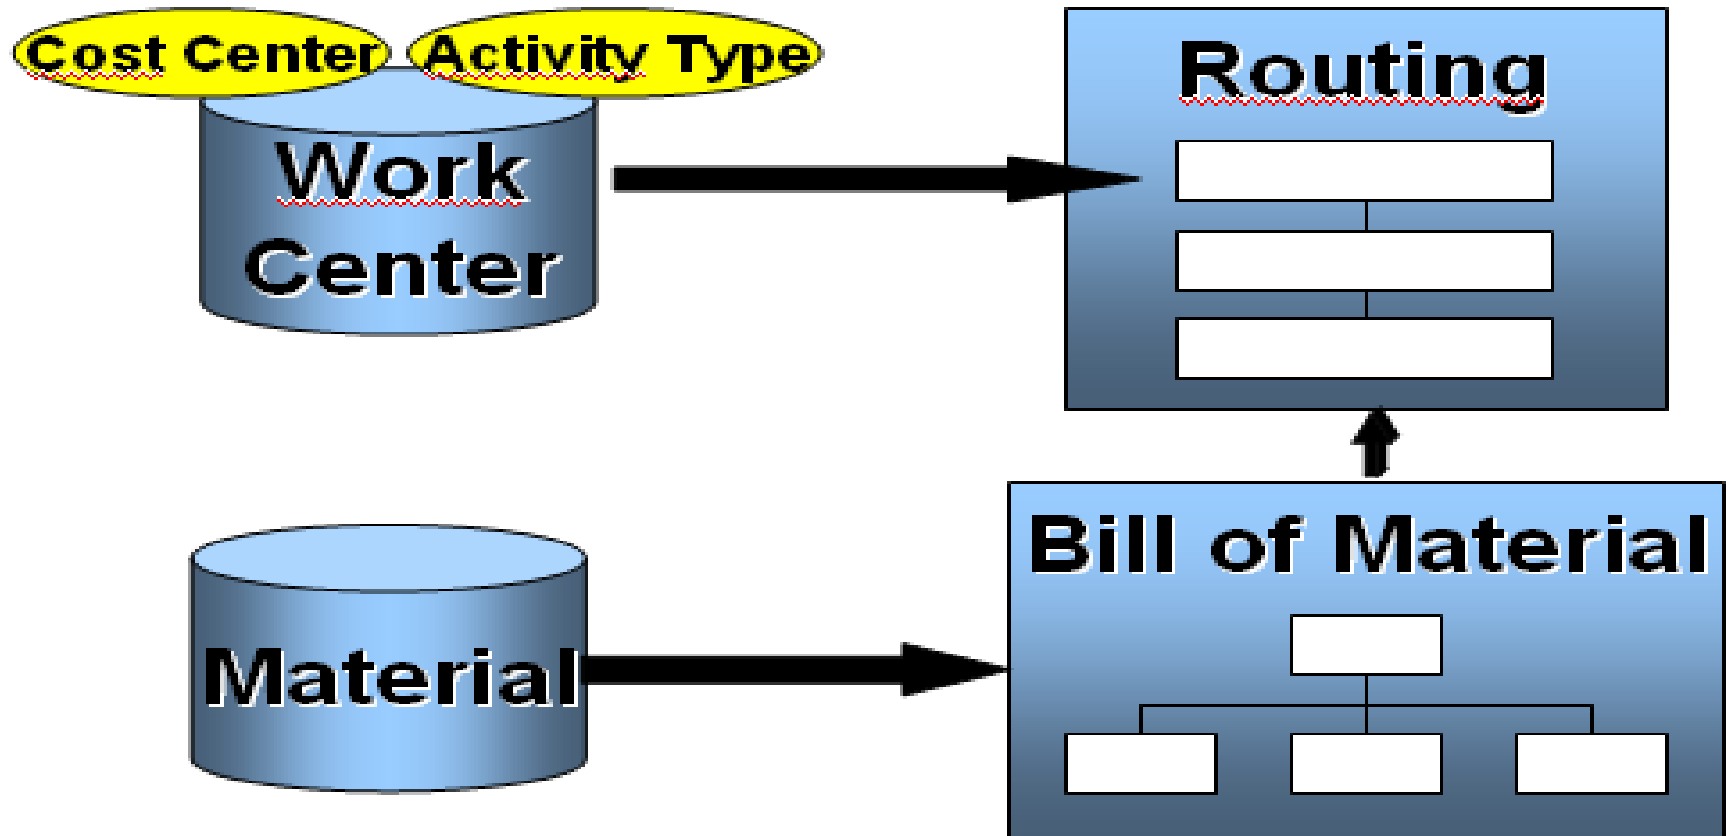 Cost Center
Activity Type
Work
Center
Routing
Material
Bill of Material